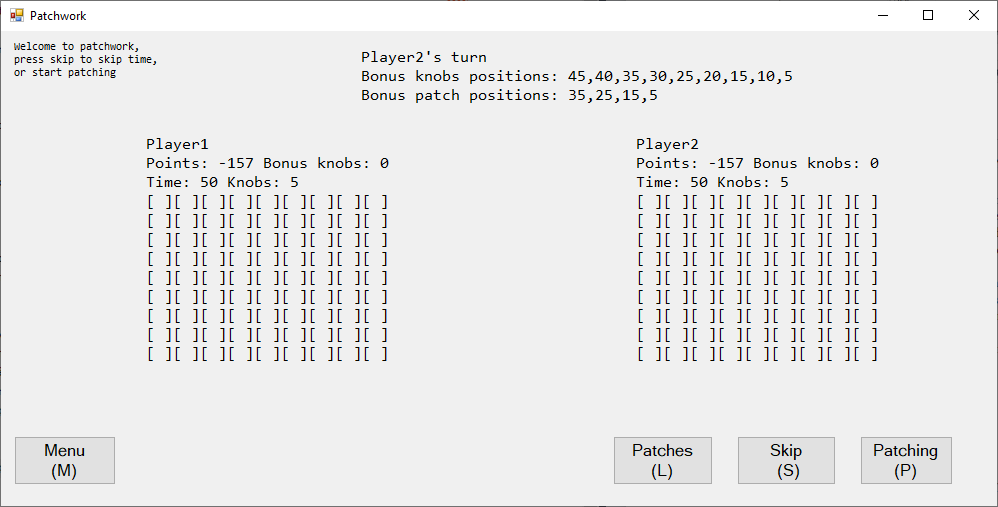 Patchwork
Welcome to patchwork,
press skip to skip time,
or start patching
Player2's turn
Bonus knobs positions: 45,40,35,30,25,20,15,10,5
Bonus patch positions: 35,25,15,5
Player1
Points: -157 Bonus knobs: 0
Time: 50 Knobs: 5
[ ][ ][ ][ ][ ][ ][ ][ ][ ]
[ ][ ][ ][ ][ ][ ][ ][ ][ ]
[ ][ ][ ][ ][ ][ ][ ][ ][ ]
[ ][ ][ ][ ][ ][ ][ ][ ][ ]
[ ][ ][ ][ ][ ][ ][ ][ ][ ]
[ ][ ][ ][ ][ ][ ][ ][ ][ ]
[ ][ ][ ][ ][ ][ ][ ][ ][ ]
[ ][ ][ ][ ][ ][ ][ ][ ][ ]
[ ][ ][ ][ ][ ][ ][ ][ ][ ]
Player2
Points: -157 Bonus knobs: 0
Time: 50 Knobs: 5
[ ][ ][ ][ ][ ][ ][ ][ ][ ]
[ ][ ][ ][ ][ ][ ][ ][ ][ ]
[ ][ ][ ][ ][ ][ ][ ][ ][ ]
[ ][ ][ ][ ][ ][ ][ ][ ][ ]
[ ][ ][ ][ ][ ][ ][ ][ ][ ]
[ ][ ][ ][ ][ ][ ][ ][ ][ ]
[ ][ ][ ][ ][ ][ ][ ][ ][ ]
[ ][ ][ ][ ][ ][ ][ ][ ][ ]
[ ][ ][ ][ ][ ][ ][ ][ ][ ]
Menu
(M)
Patches
(L)
Skip
(S)
Patching
(P)